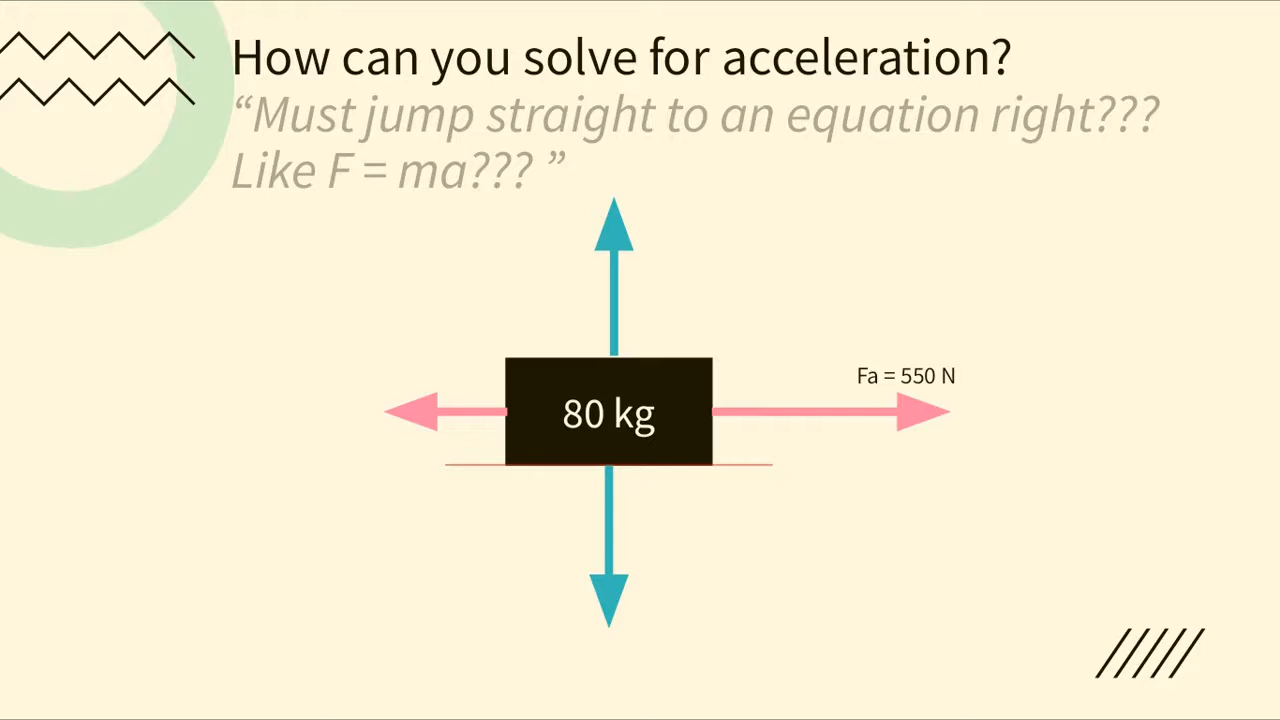 How can you solve for acceleration?
“Must jump straight to an equation right???
Like F = ma??? ”
Fa = 550 N
80 kg